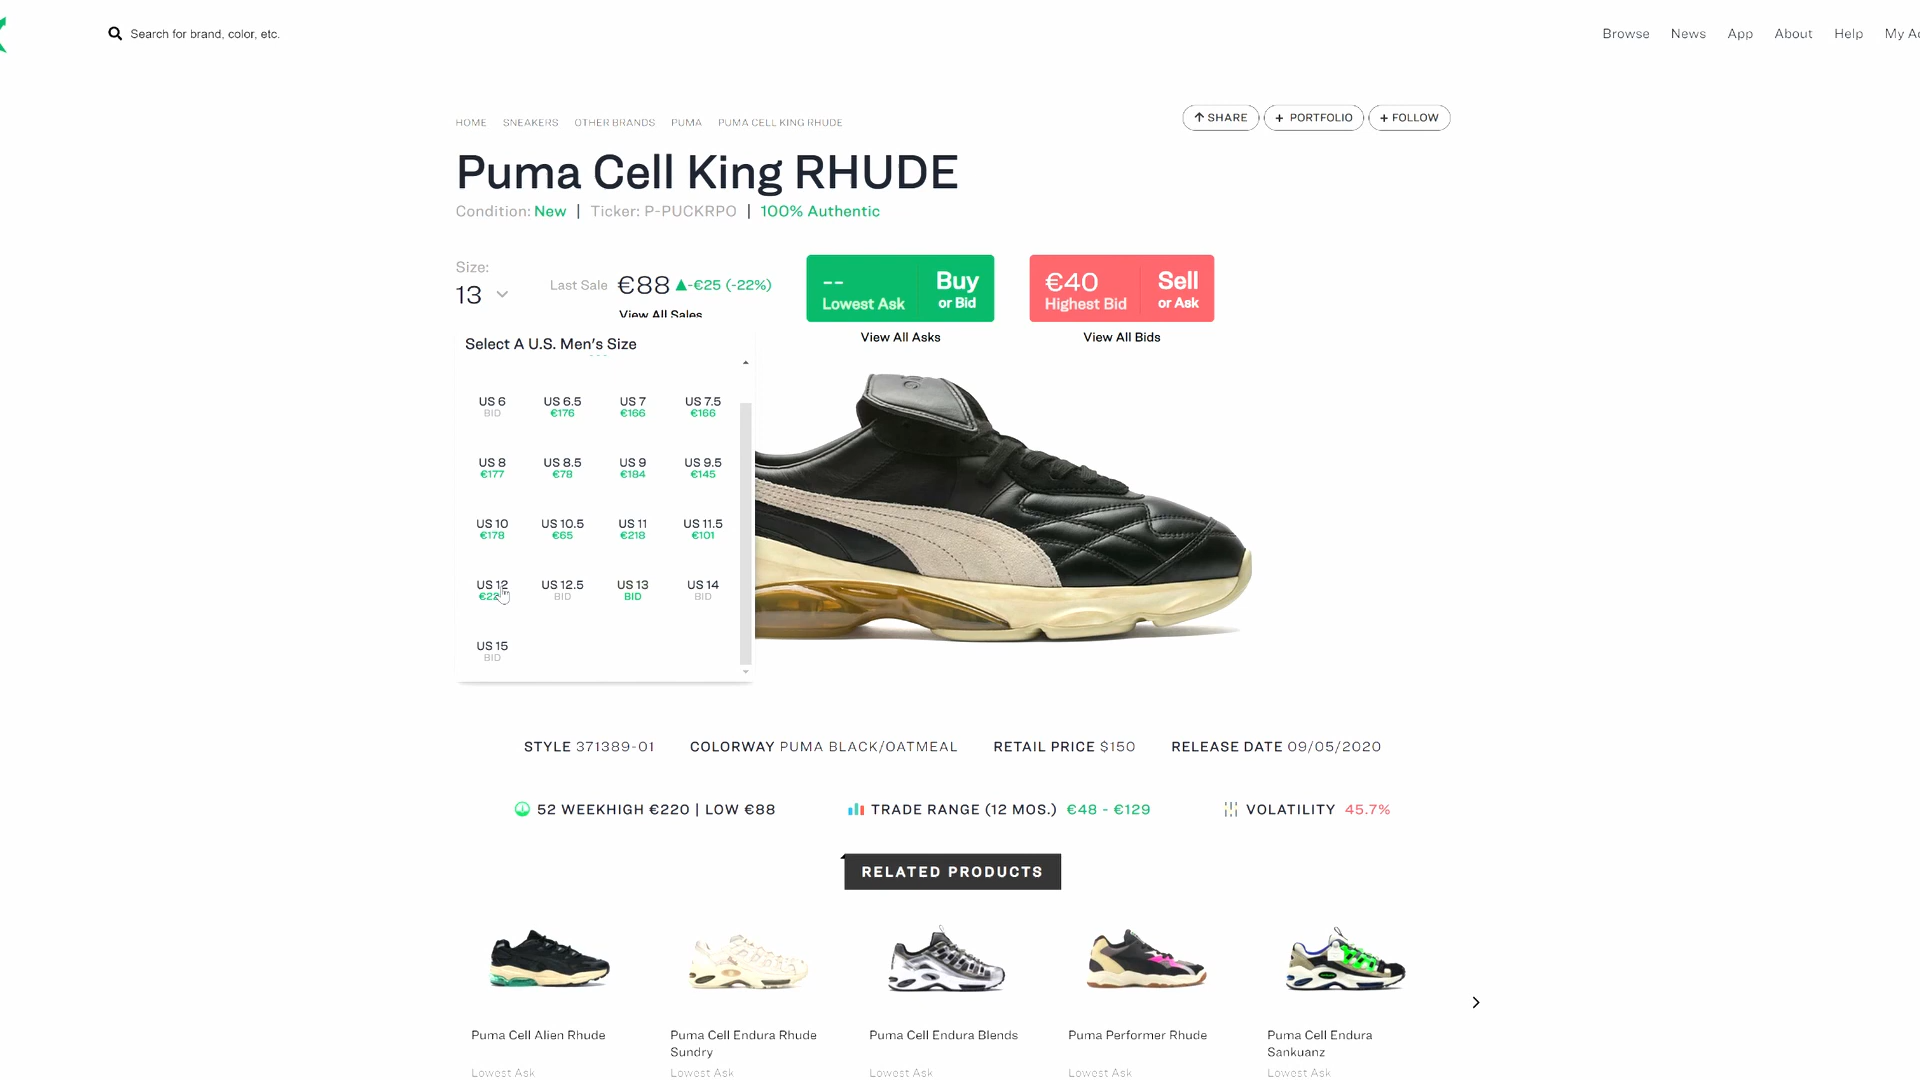 Search for brand, color, etc.
Browse News App About Help My
HOME SNEAKERS OTHER BRANDS PUMA PUMA CELL KING RHUDE
↑ SHARE + PORTFOLIO + FOLLOW
Puma Cell King RHUDE
Condition: New | Ticker: P-PUCKRPO | 100% Authentic
Size:
13
Last Sale €88 ▲-€25 (-22%)
View All Sales
-- Buy
Lowest Ask or Bid
View All Asks
€40 Sell
Highest Bid or Ask
View All Bids
Select A U.S. Men's Size
US 6 US 6.5 US 7 US 7.5
BID €176 €166 €166
US 8 US 8.5 US 9 US 9.5
€177 €78 €184 €145
US 10 US 10.5 US 11 US 11.5
€178 €65 €218 €101
US 12 US 12.5 US 13 US 14
BID BID BID
US 15
BID
STYLE 371389-01 COLORWAY PUMA BLACK/OATMEAL RETAIL PRICE $150 RELEASE DATE 09/05/2020
52 WEEKHIGH €220 | LOW €88 TRADE RANGE (12 MOS.) €48 - €129 VOLATILITY 45.7%
RELATED PRODUCTS
Puma Cell Alien Rhude
Lowest Ask
Puma Cell Endura Rhude
Sundry
Lowest Ask
Puma Cell Endura Blends
Lowest Ask
Puma Performer Rhude
Lowest Ask
Puma Cell Endura
Sankuanz
Lowest Ask